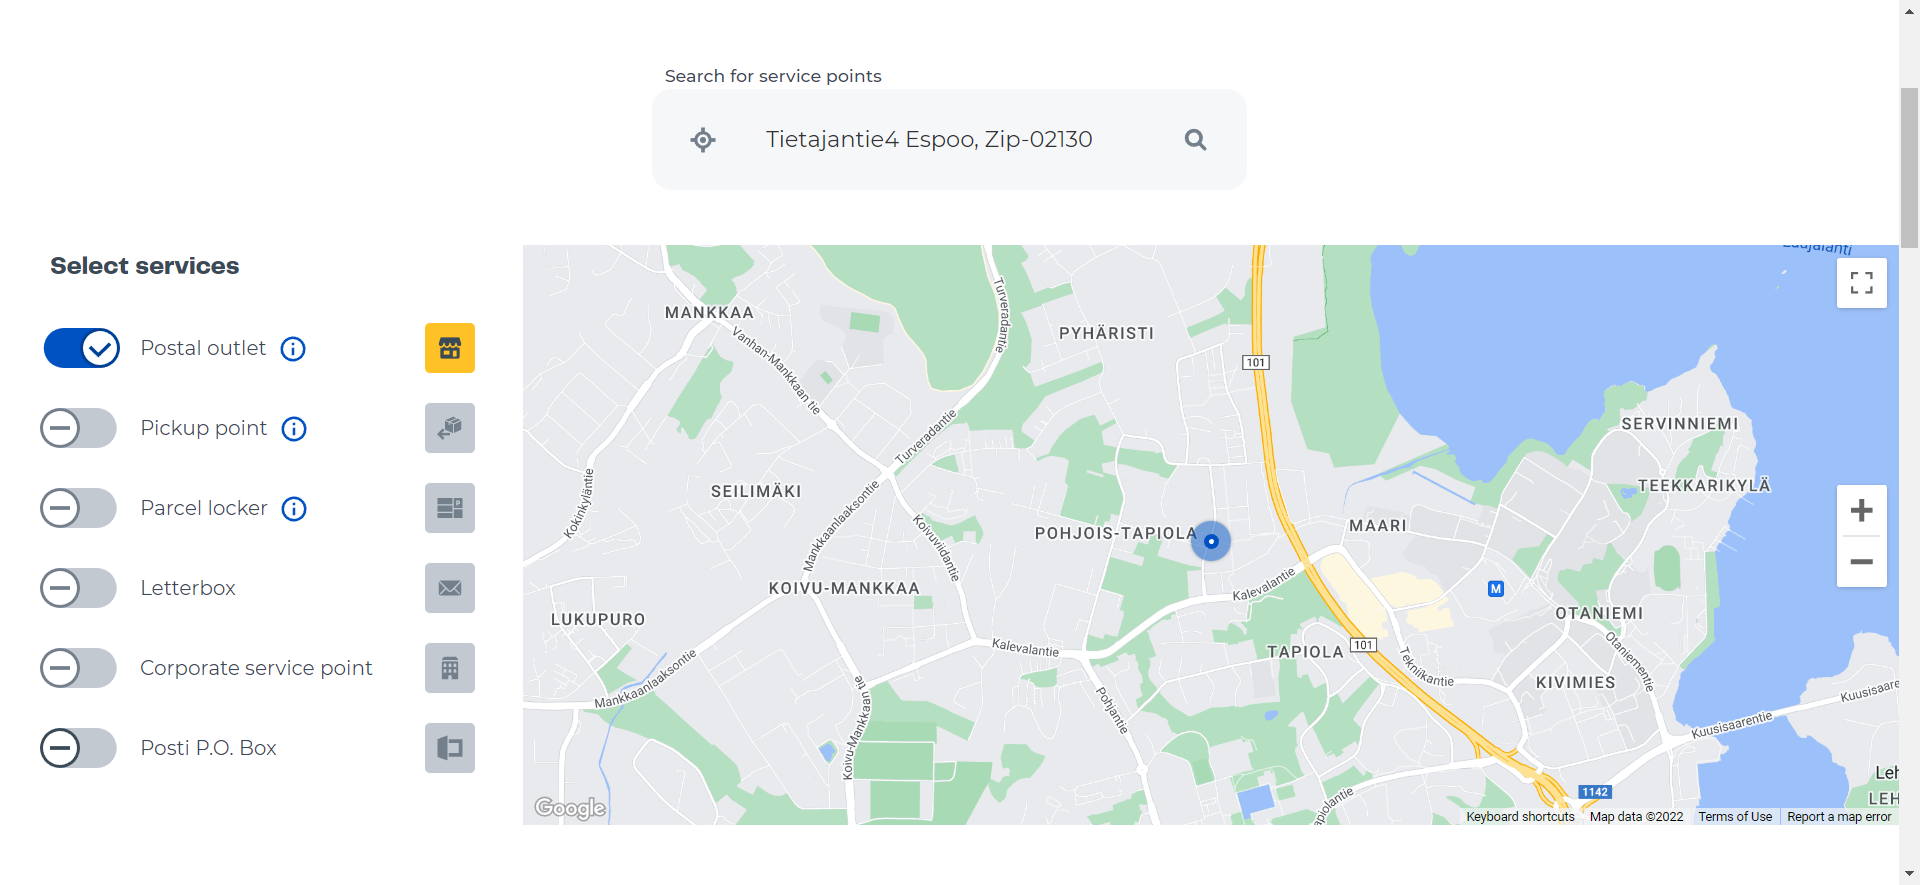 Search for service points
Tietajantie4 Espoo, Zip-02130
Select services
Postal outlet
Pickup point
Parcel locker
Letterbox
Corporate service point
Posti P.O. Box
MANKKAA
Vanhan-Mankkaan tie
Turveradantie
PYHÄRISTI
101
SERVINNIEMI
Turveradantie
Kokinkyläntie
SEILIMÄKI
TEEKKARIKYLÄ
Mankkaanlaaksontie
Koivuviidantie
POHJOIS-TAPIOLA
MAARI
KOIVU-MANKKAA
Kalevalantie
M
LUKUPURO
OTANIEMI
Kalevalantie
TAPIOLA
101
Tekniikantie
Otaniementie
Mankkaanlaaksontie
KIVIMIES
Kuusisaare
Koivu-Mankkaan tie
Pohjantie
Kuusisaarentie
Leh
LEH
1142
apiolantie
Google
Keyboard shortcuts
Map data ©2022
Terms of Use
Report a map error